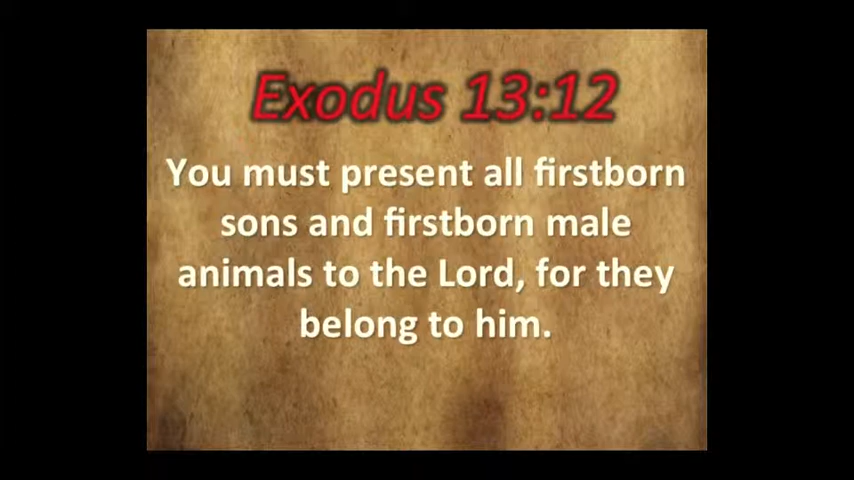 Exodus 13:12
You must present all firstborn
sons and firstborn male
animals to the Lord, for they
belong to him.